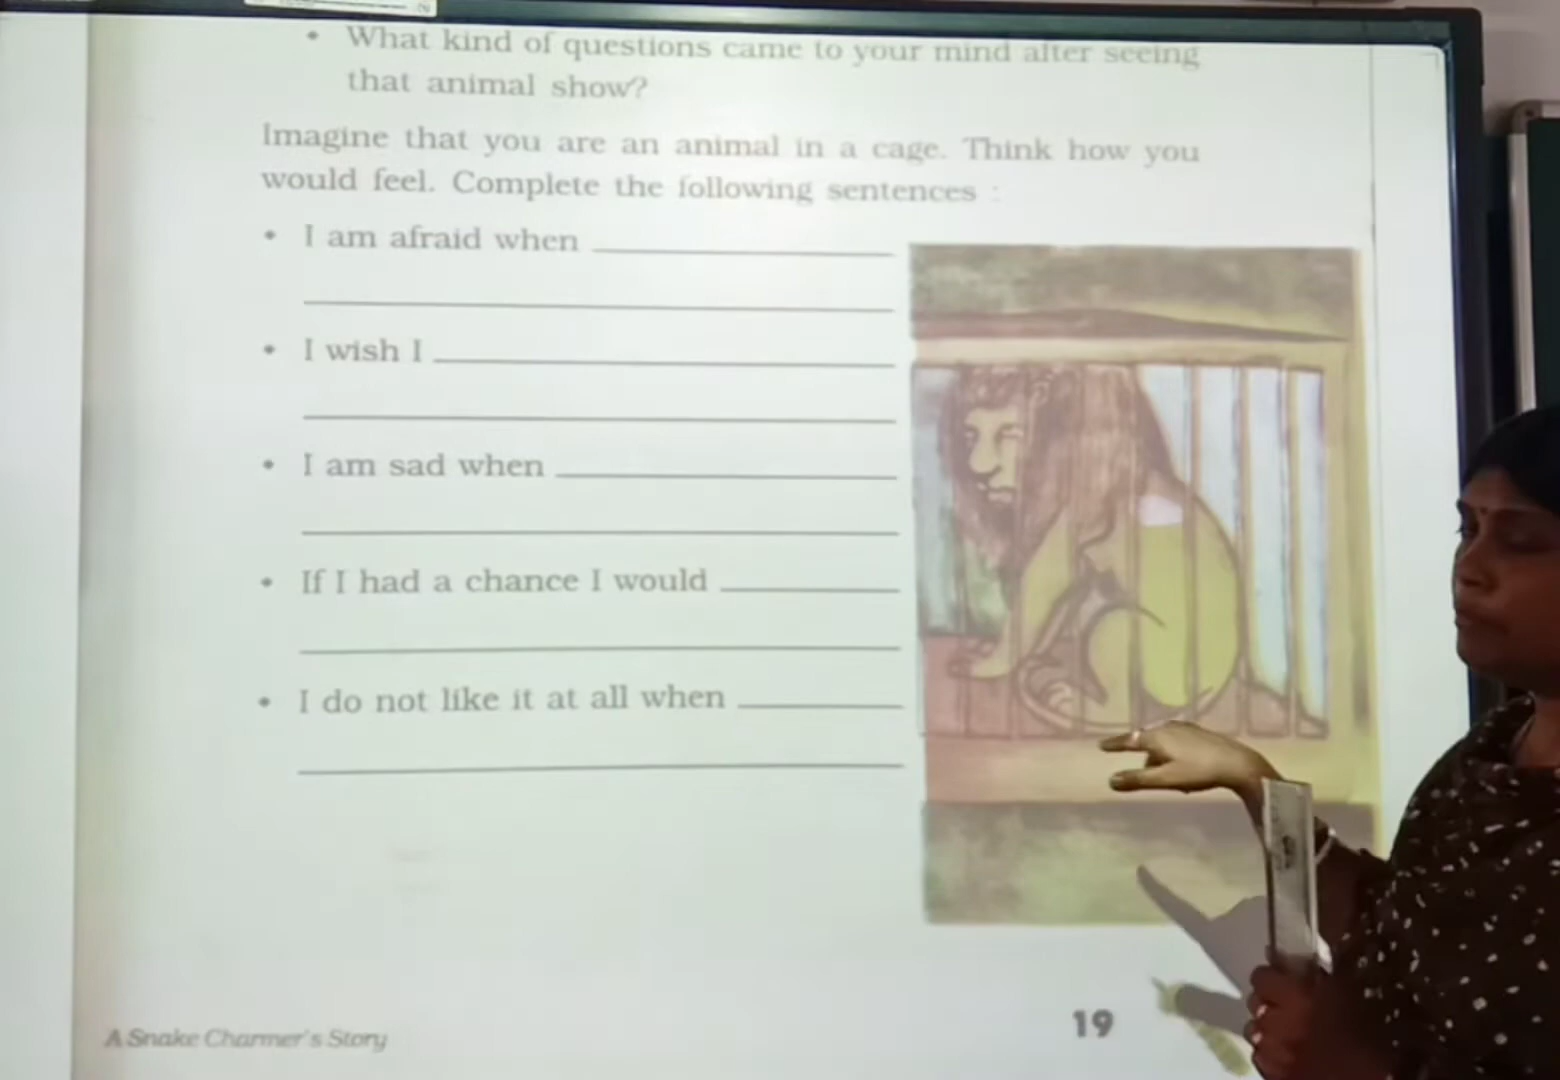 • What kind of questions came to your mind after seeing
that animal show?
Imagine that you are an animal in a cage. Think how you
would feel. Complete the following sentences :
• I am afraid when
• I wish I
• I am sad when
• If I had a chance I would
• I do not like it at all when
A Snake Charmer's Story
19